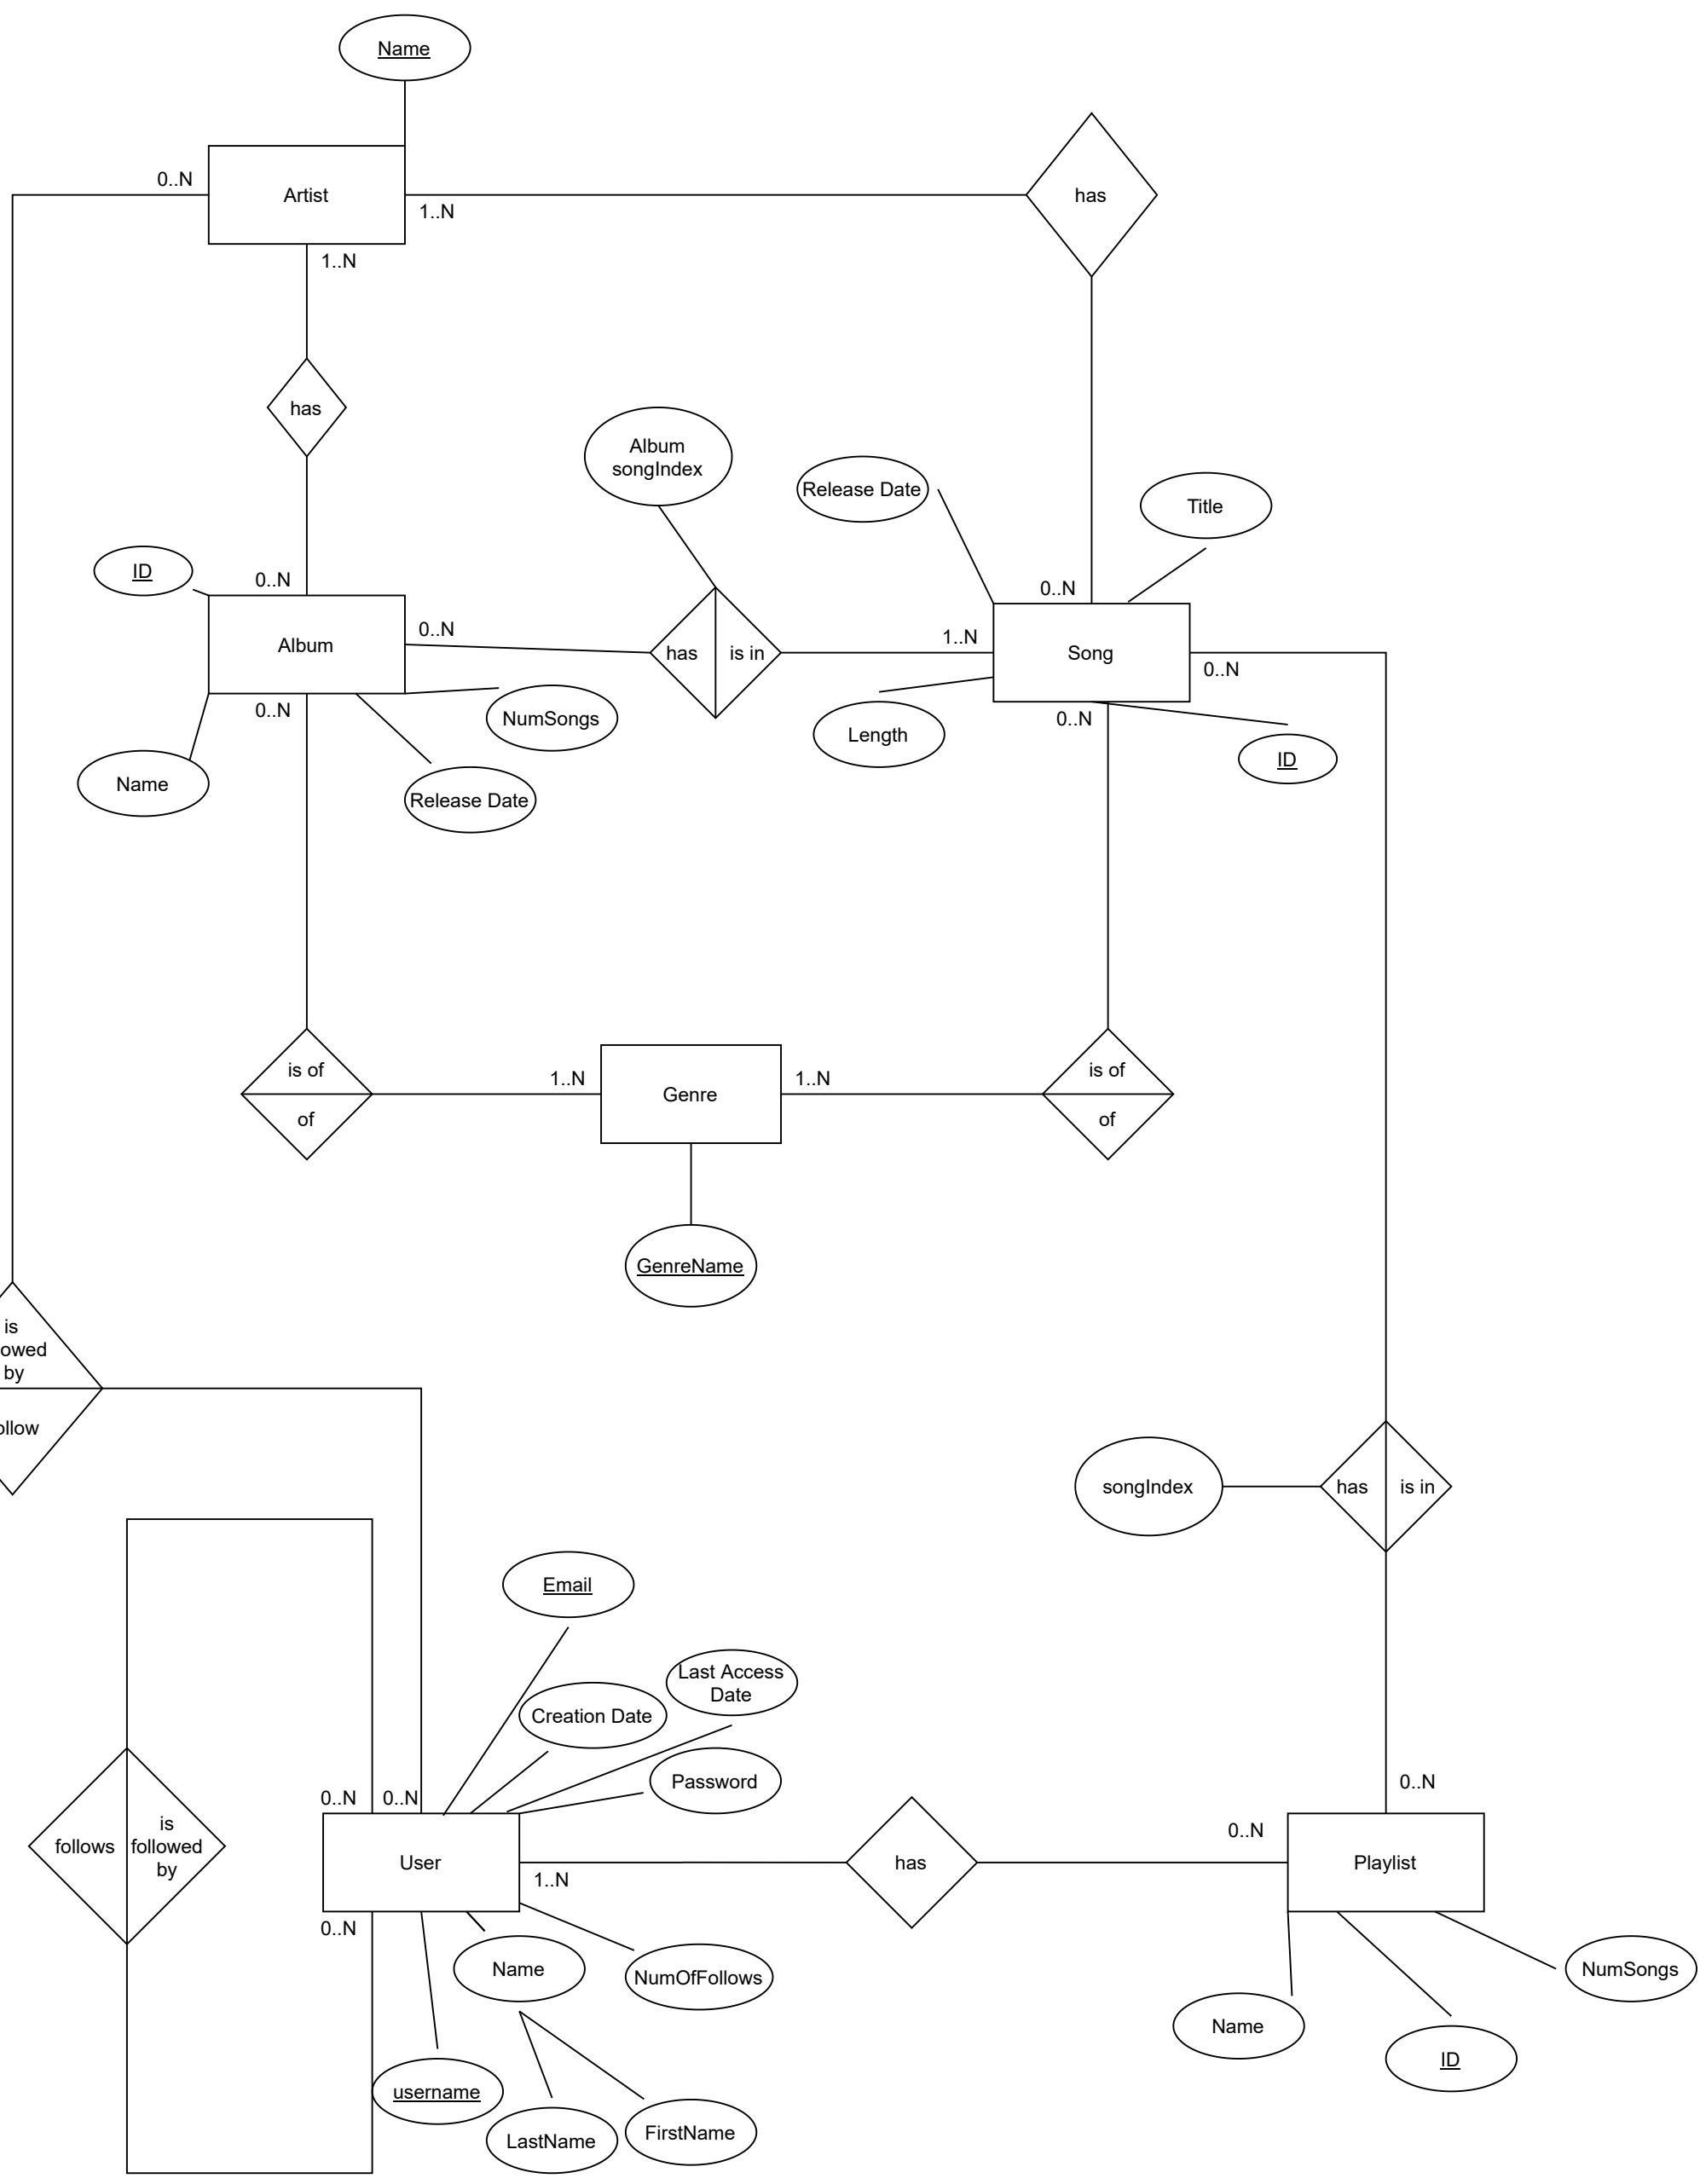 Name
0..N
Artist
1..N
has
1..N
has
Album
songIndex
Release Date
Title
ID
0..N
0..N
0..N
1..N
Album
has
is in
Song
0..N
0..N
NumSongs
0..N
Length
ID
Name
Release Date
is of
of
1..N
Genre
1..N
is of
of
GenreName
is
owed
by
ollow
songIndex
has
is in
Email
Last Access
Date
Creation Date
Password
0..N
0..N
0..N
follows
is
followed
by
User
1..N
has
0..N
Playlist
0..N
Name
NumOfFollows
NumSongs
Name
ID
username
LastName
FirstName